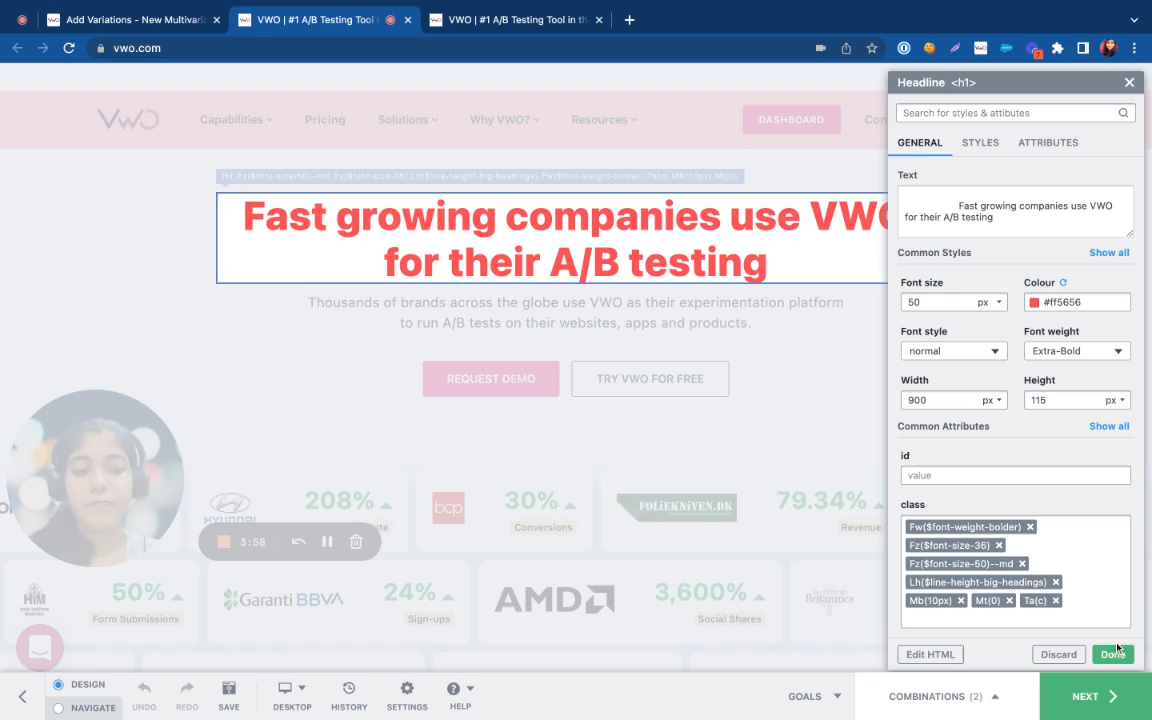 VWO Add Variations - New Multivaria
VWO VWO | #1 A/B Testing Tool i
VWO VWO | #1 A/B Testing Tool in th
vwo.com
7
VWO
Capabilities
Pricing
Solutions
Why VWO?
Resources
DASHBOARD
Con
H1.Fz($font-size-50)--md.Fz($font-size-36).Lh($line-height-big-headings).Fw($font-weight-bolder).Ta(c).Mb(10px).Mt(0)
Fast growing companies use VWO
for their A/B testing
Thousands of brands across the globe use VWO as their experimentation platform
to run A/B tests on their websites, apps and products.
REQUEST DEMO
TRY VWO FOR FREE
HYUNDAI
208%
bcp
30%
Conversions
FOLIEKNIVEN.DK
79.34%
Revenue
3:58
HIM
50%
Form Submissions
Garanti BBVA
24%
Sign-ups
AMD
3,600%
Social Shares
Britannica
Headline <h1>
Search for styles & attibutes
GENERAL
STYLES
ATTRIBUTES
Text
Fast growing companies use VWO
for their A/B testing
Common Styles
Show all
Font size
Colour
50
px
#ff5656
Font style
Font weight
normal
Extra-Bold
Width
Height
900
px
115
px
Common Attributes
Show all
id
value
class
Fw($font-weight-bolder)
Fz($font-size-36)
Fz($font-size-50)--md
Lh($line-height-big-headings)
Mb(10px) Mt(0) Ta(c)
Edit HTML
Discard
Done
DESIGN
NAVIGATE
UNDO
REDO
SAVE
DESKTOP
HISTORY
SETTINGS
HELP
GOALS
COMBINATIONS (2)
NEXT